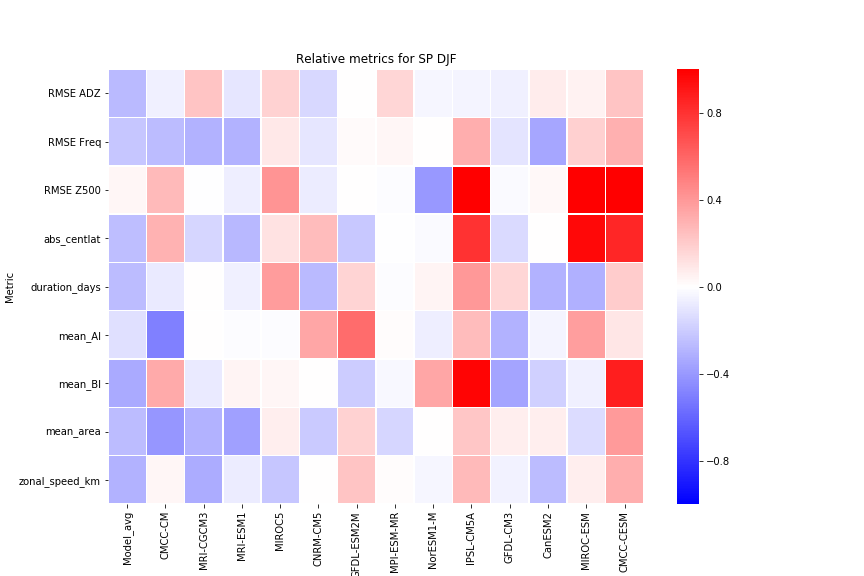 Relative metrics for SP DJF
Metric
RMSE ADZ
RMSE Freq
RMSE Z500
abs_centlat
duration_days
mean_AI
mean_BI
mean_area
zonal_speed_km
Model_avg
CMCC-CM
MRI-CGCM3
MRI-ESM1
MIROC5
CNRM-CM5
GFDL-ESM2M
MPI-ESM-MR
NorESM1-M
IPSL-CM5A
GFDL-CM3
CanESM2
MIROC-ESM
CMCC-CESM
0.8
0.4
0.0
−0.4
−0.8